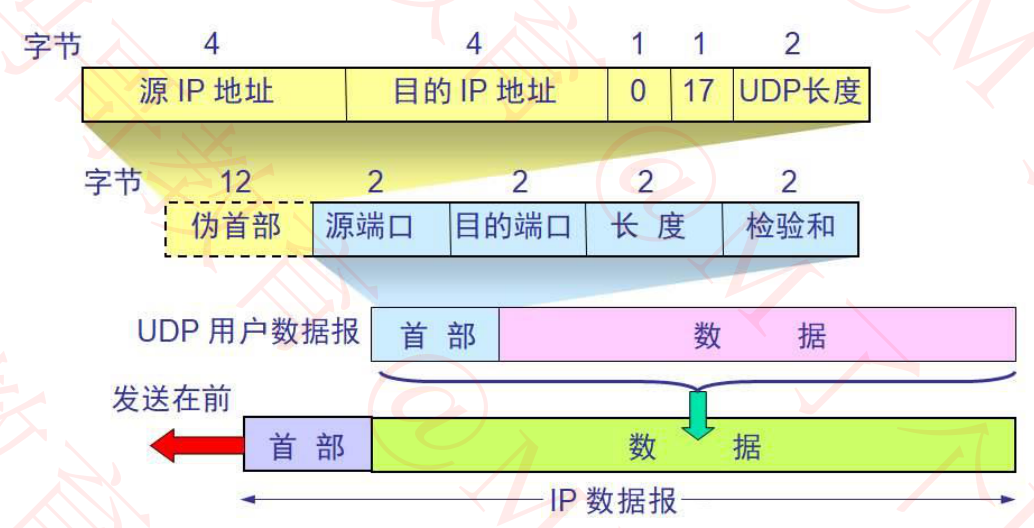 字节 4 4 1 1 2
源 IP 地址 目的 IP 地址 0 17 UDP长度
字节 12 2 2 2 2
伪首部 源端口 目的端口 长 度 检验和
UDP 用户数据报 首 部 数 据
发送在前
首 部 数 据
IP 数据报